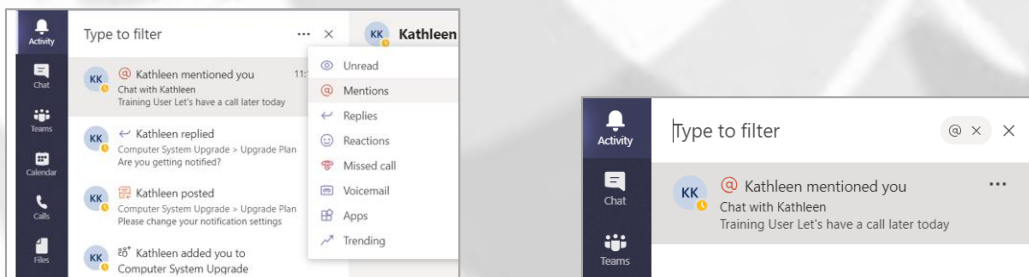 Activity
Chat
Teams
Calendar
Calls
Files
Type to filter
KK Kathleen mentioned you
Chat with Kathleen
Training User Let's have a call later today
KK Kathleen replied
Computer System Upgrade > Upgrade Plan
Are you getting notified?
KK Kathleen posted
Computer System Upgrade > Upgrade Plan
Please change your notification settings
KK Kathleen added you to
Computer System Upgrade
KK Kathleen
Unread
Mentions
Replies
Reactions
Missed call
Voicemail
Apps
Trending
Activity
Chat
Teams
Type to filter @ ×
KK @ Kathleen mentioned you
Chat with Kathleen
Training User Let's have a call later today